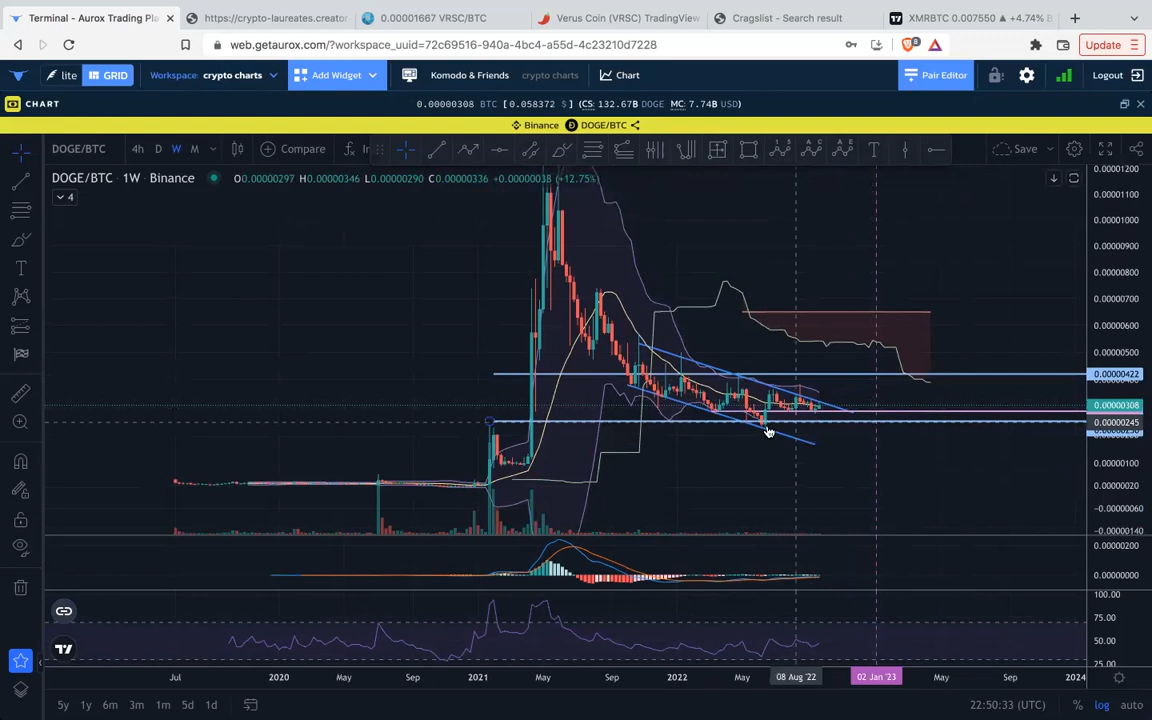 Terminal - Aurox Trading Pla
https://crypto-laureates.creator
0.00001667 VRSC/BTC
Verus Coin (VRSC) TradingView
Cragslist - Search result
XMRBTC 0.007550 ▲ +4.74%
web.getaurox.com/?workspace_uuid=72c69516-940a-4bc4-a55d-4c23210d7228
Update
lite GRID Workspace: crypto charts Add Widget Komodo & Friends crypto charts Chart Pair Editor Logout
CHART 0.00000308 BTC [0.058372 $] (CS: 132.67B DOGE MC: 7.74B USD)
Binance DOGE/BTC
DOGE/BTC 4h D W M Compare Save
DOGE/BTC · 1W · Binance O0.00000297 H0.00000346 L0.00000290 C0.00000336 +0.00000038 (+12.75%)
4
0.00001200
0.00001100
0.00001000
0.00000900
0.00000800
0.00000700
0.00000600
0.00000500
0.00000422
0.00000308
0.00000245
0.00000100
0.00000020
−0.00000060
−0.00000140
0.00000200
0.00000000
100.00
75.00
50.00
25.00
Jul 2020 May Sep 2021 May Sep 2022 May 08 Aug '22 02 Jan '23 May Sep 2024
5y 1y 6m 3m 1m 5d 1d 22:50:33 (UTC) % log auto